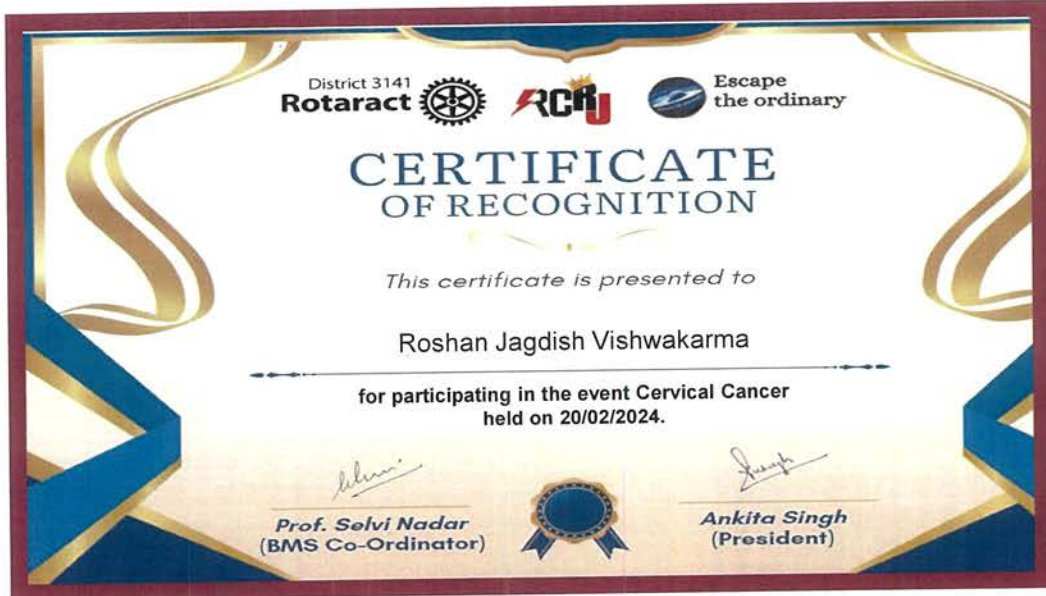 District 3141
Rotaract
RCRJ
Escape
the ordinary
CERTIFICATE
OF RECOGNITION
This certificate is presented to
Roshan Jagdish Vishwakarma
for participating in the event Cervical Cancer
held on 20/02/2024.
Prof. Selvi Nadar
(BMS Co-Ordinator)
Ankita Singh
(President)